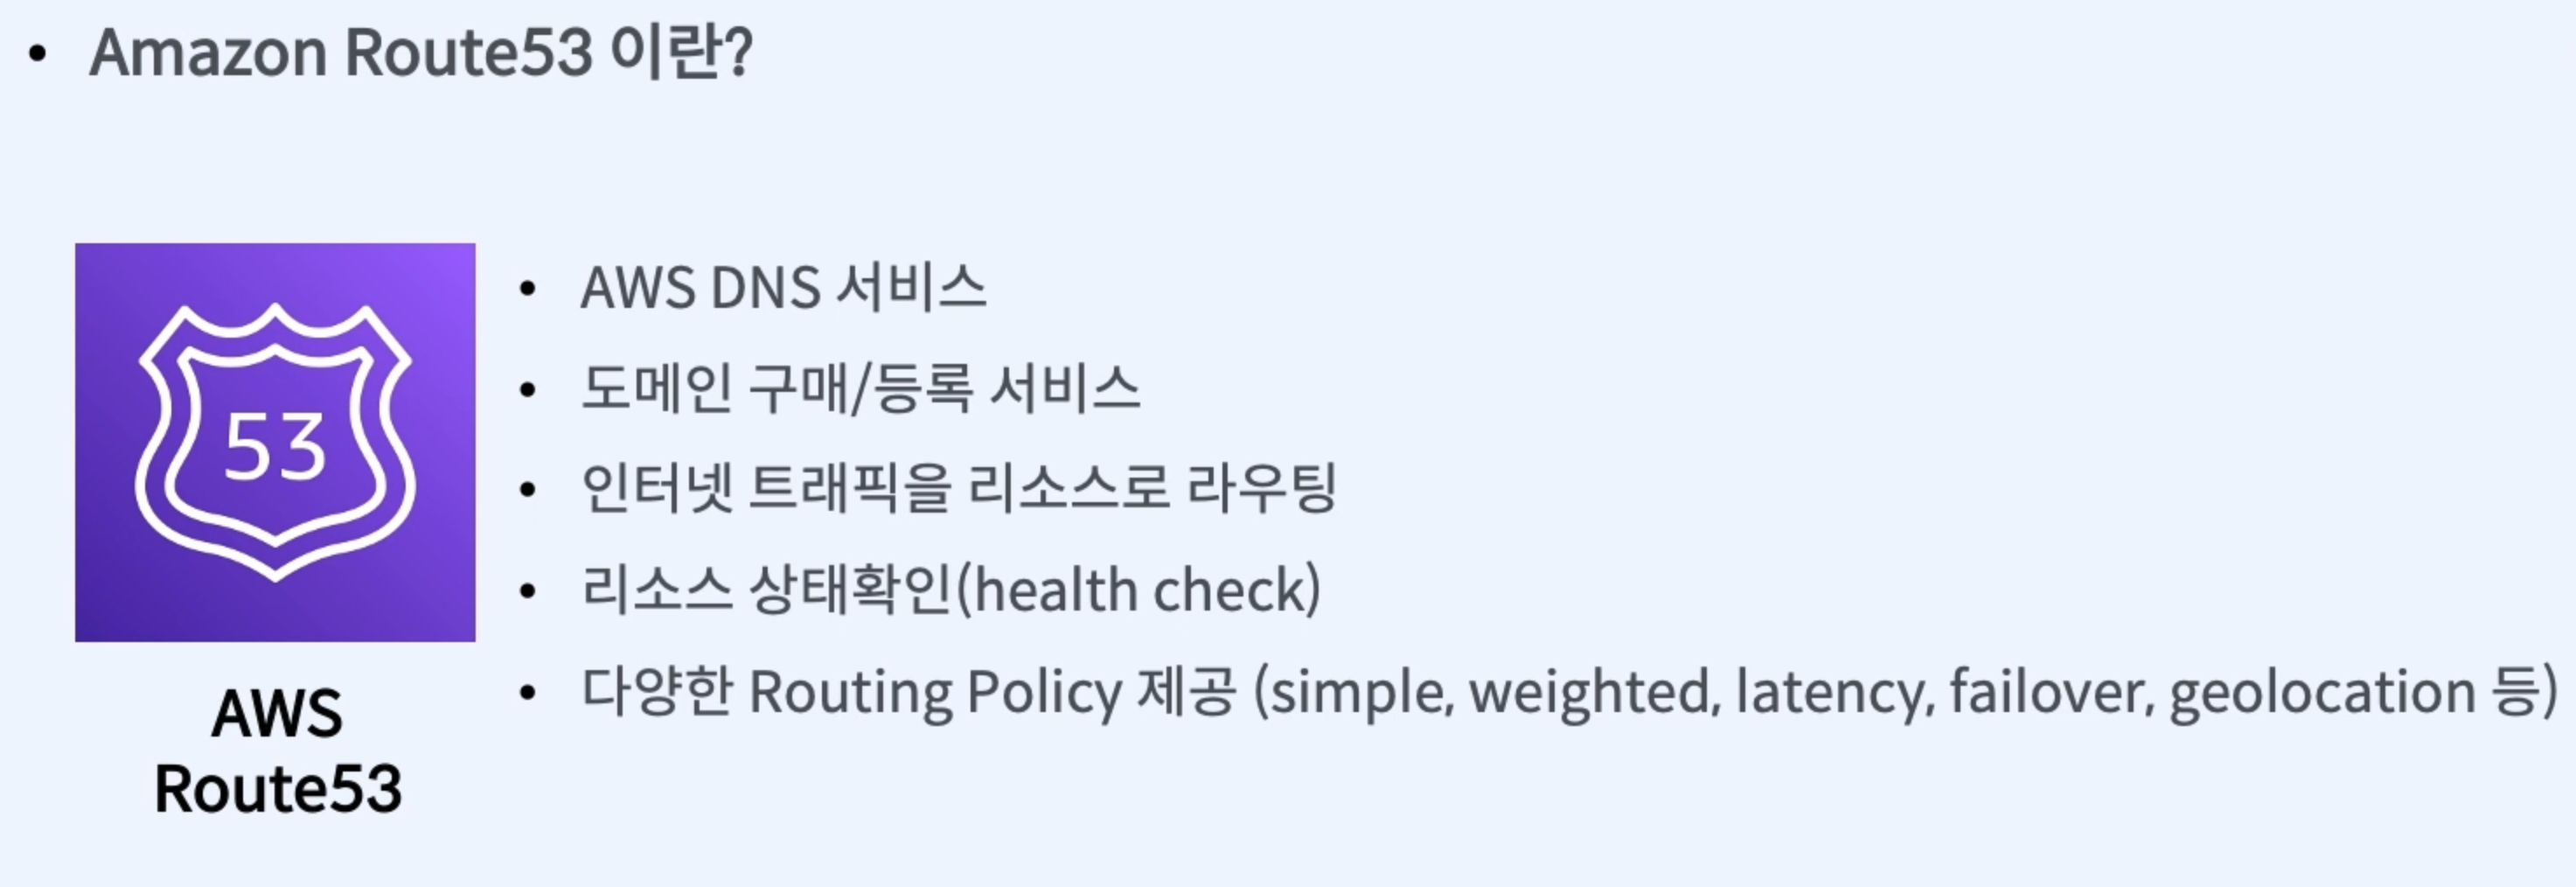 • Amazon Route53 이란?
53
AWS
Route53
• AWS DNS 서비스
• 도메인 구매/등록 서비스
• 인터넷 트래픽을 리소스로 라우팅
• 리소스 상태확인(health check)
• 다양한 Routing Policy 제공 (simple, weighted, latency, failover, geolocation 등)